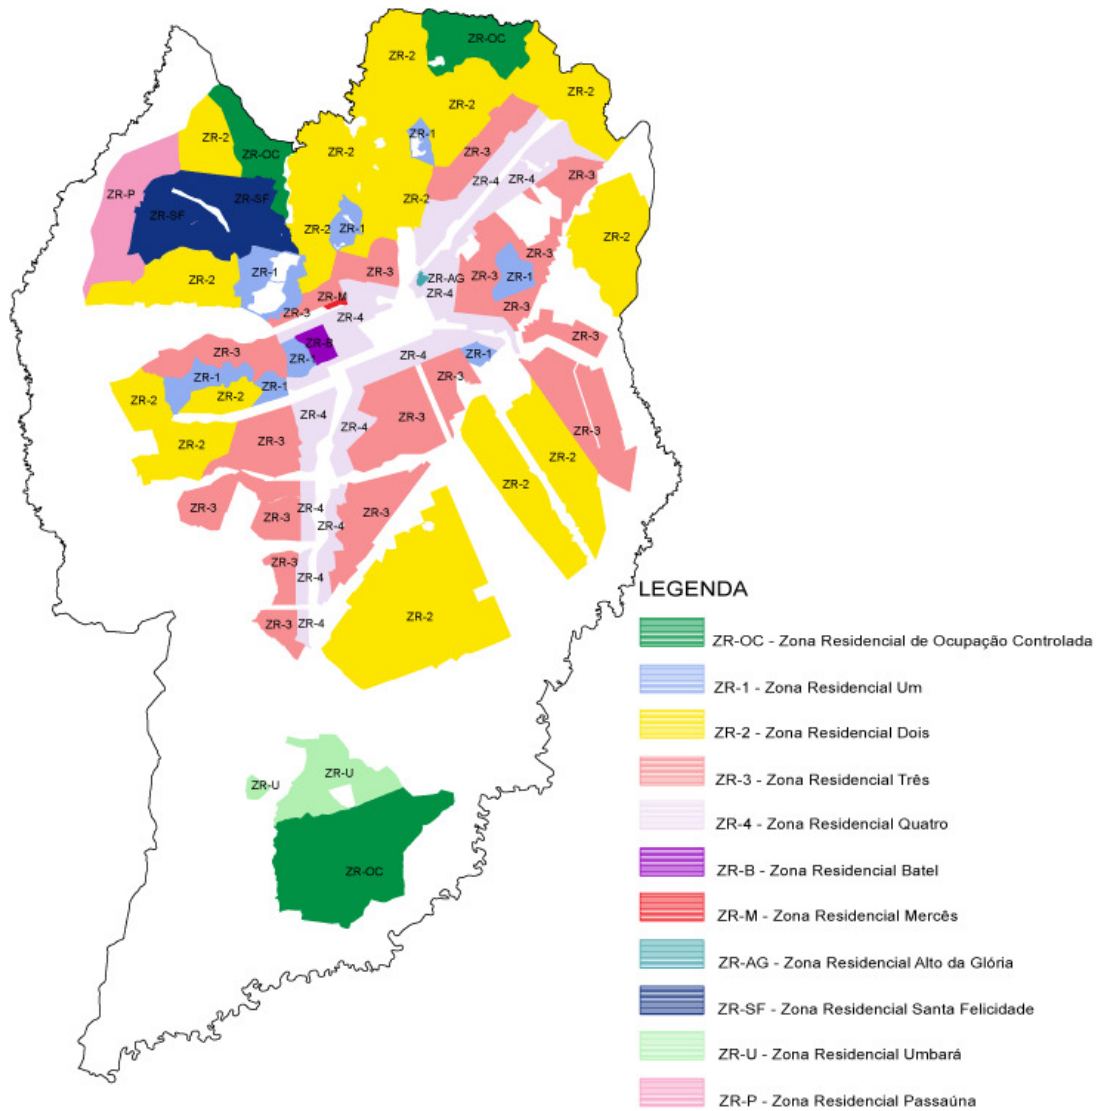 ZR-OC
ZR-2
ZR-2
ZR-2
ZR-1
ZR-2
ZR-2
ZR-3
ZR-OC
ZR-4
ZR-4
ZR-3
ZR-P
ZR-SF
ZR-SF
ZR-2
ZR-2
ZR-1
ZR-2
ZR-3
ZR-1
ZR-3
ZR-AG
ZR-3
ZR-1
ZR-2
ZR-M
ZR-4
ZR-3
ZR-4
ZR-3
ZR-B
ZR-3
ZR-3
ZR-1
ZR-4
ZR-1
ZR-1
ZR-1
ZR-3
ZR-2
ZR-2
ZR-4
ZR-4
ZR-3
ZR-2
ZR-3
ZR-3
ZR-2
ZR-2
ZR-3
ZR-3
ZR-4
ZR-4
ZR-3
ZR-3
ZR-4
ZR-2
ZR-3
ZR-4
ZR-U
ZR-U
ZR-OC
LEGENDA
ZR-OC - Zona Residencial de Ocupação Controlada
ZR-1 - Zona Residencial Um
ZR-2 - Zona Residencial Dois
ZR-3 - Zona Residencial Três
ZR-4 - Zona Residencial Quatro
ZR-B - Zona Residencial Batel
ZR-M - Zona Residencial Mercês
ZR-AG - Zona Residencial Alto da Glória
ZR-SF - Zona Residencial Santa Felicidade
ZR-U - Zona Residencial Umbará
ZR-P - Zona Residencial Passaúna